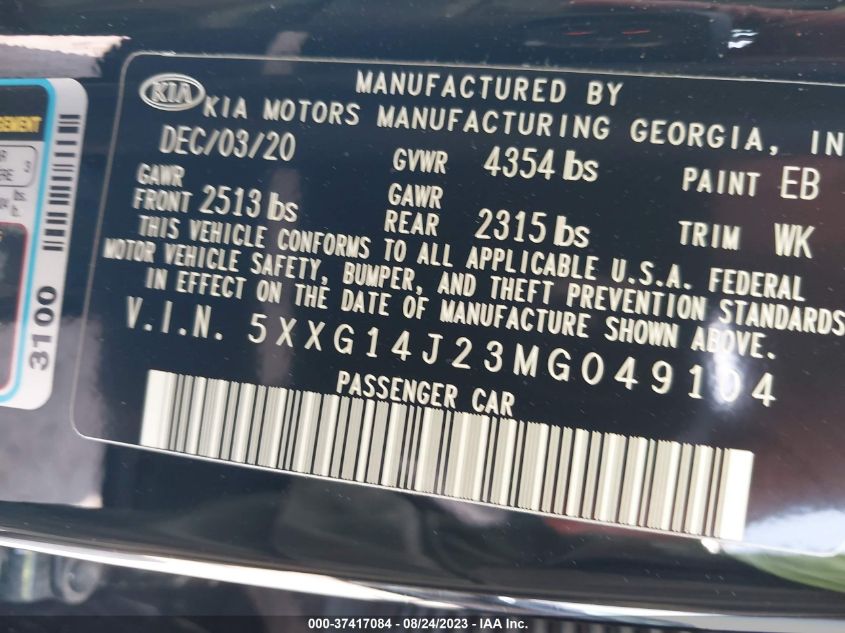 MANUFACTURED BY
KIA KIA MOTORS MANUFACTURING GEORGIA, IN
DEC/03/20 GVWR 4354 lbs PAINT EB
GAWR FRONT 2513 lbs GAWR REAR 2315 lbs TRIM WK
THIS VEHICLE CONFORMS TO ALL APPLICABLE U.S.A. FEDERAL
MOTOR VEHICLE SAFETY, BUMPER, AND THEFT PREVENTION STANDARDS
IN EFFECT ON THE DATE OF MANUFACTURE SHOWN ABOVE.
V.I.N. 5XXG14J23MG049104
PASSENGER CAR
3100
000-37417084 - 08/24/2023 - IAA Inc.